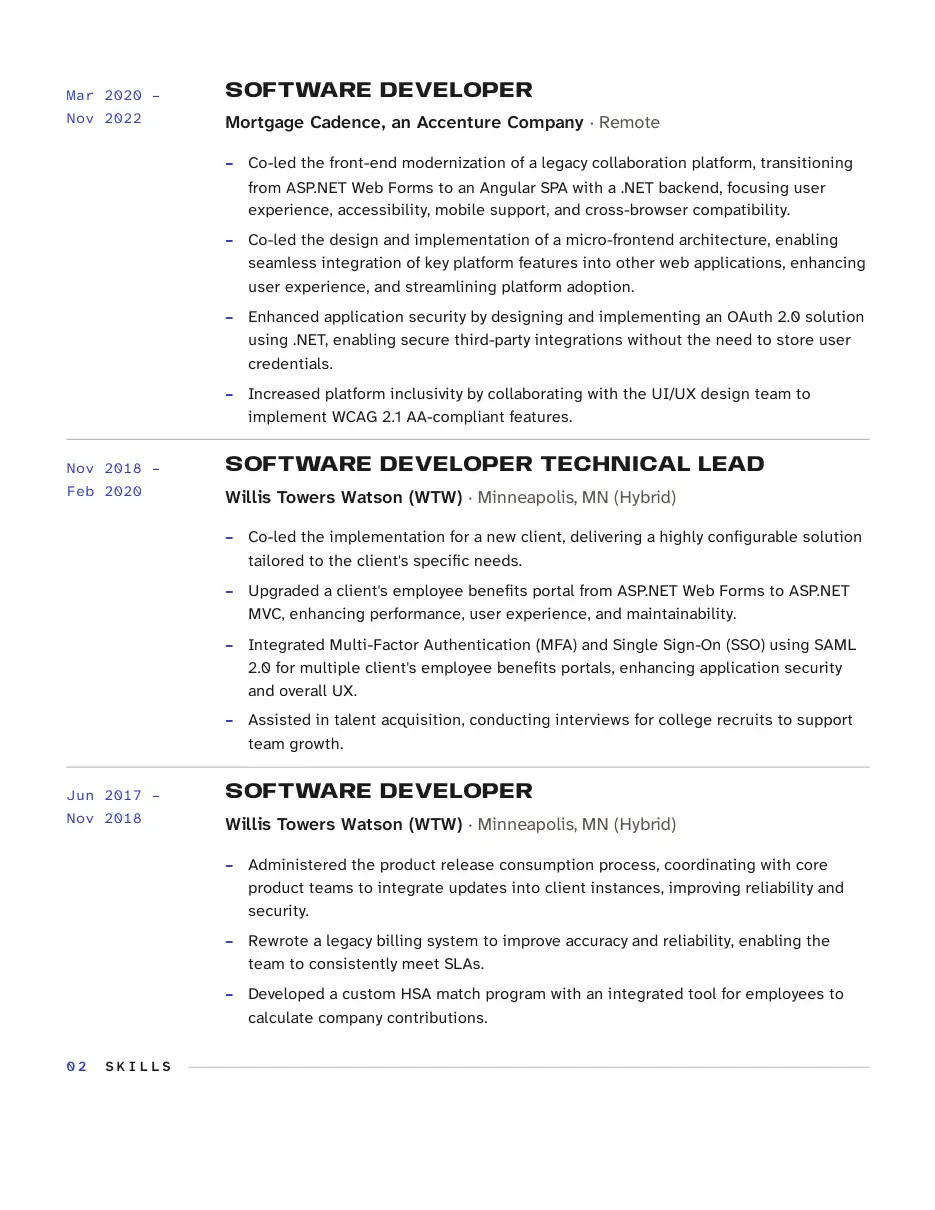 Mar 2020 –
Nov 2022
SOFTWARE DEVELOPER
Mortgage Cadence, an Accenture Company · Remote
– Co-led the front-end modernization of a legacy collaboration platform, transitioning
from ASP.NET Web Forms to an Angular SPA with a .NET backend, focusing user
experience, accessibility, mobile support, and cross-browser compatibility.
– Co-led the design and implementation of a micro-frontend architecture, enabling
seamless integration of key platform features into other web applications, enhancing
user experience, and streamlining platform adoption.
– Enhanced application security by designing and implementing an OAuth 2.0 solution
using .NET, enabling secure third-party integrations without the need to store user
credentials.
– Increased platform inclusivity by collaborating with the UI/UX design team to
implement WCAG 2.1 AA-compliant features.
Nov 2018 –
Feb 2020
SOFTWARE DEVELOPER TECHNICAL LEAD
Willis Towers Watson (WTW) · Minneapolis, MN (Hybrid)
– Co-led the implementation for a new client, delivering a highly configurable solution
tailored to the client's specific needs.
– Upgraded a client's employee benefits portal from ASP.NET Web Forms to ASP.NET
MVC, enhancing performance, user experience, and maintainability.
– Integrated Multi-Factor Authentication (MFA) and Single Sign-On (SSO) using SAML
2.0 for multiple client's employee benefits portals, enhancing application security
and overall UX.
– Assisted in talent acquisition, conducting interviews for college recruits to support
team growth.
Jun 2017 –
Nov 2018
SOFTWARE DEVELOPER
Willis Towers Watson (WTW) · Minneapolis, MN (Hybrid)
– Administered the product release consumption process, coordinating with core
product teams to integrate updates into client instances, improving reliability and
security.
– Rewrote a legacy billing system to improve accuracy and reliability, enabling the
team to consistently meet SLAs.
– Developed a custom HSA match program with an integrated tool for employees to
calculate company contributions.
02 SKILLS